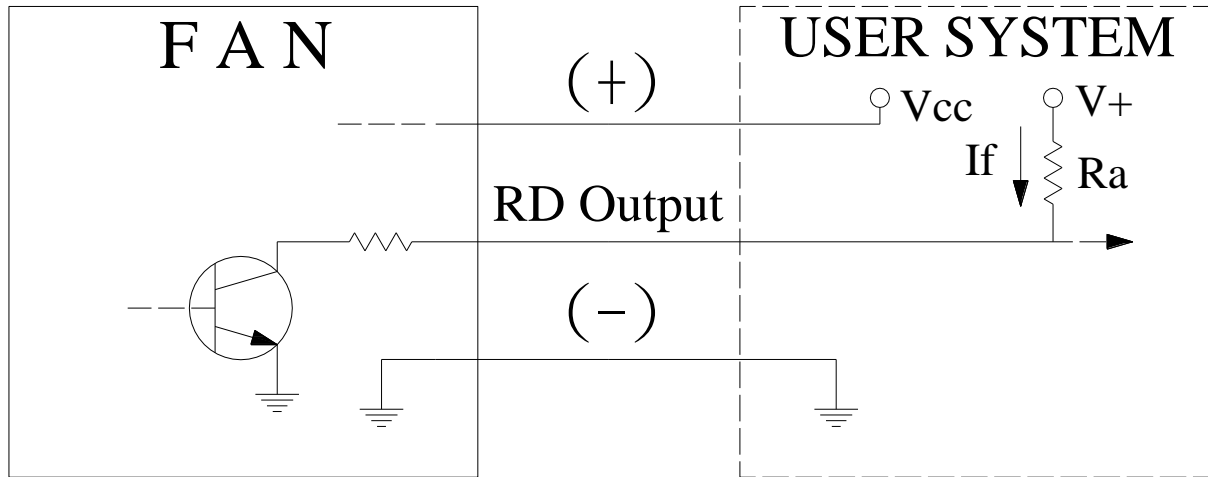 F A N
USER SYSTEM
(+)
Vcc
V+
If
Ra
RD Output
(-)